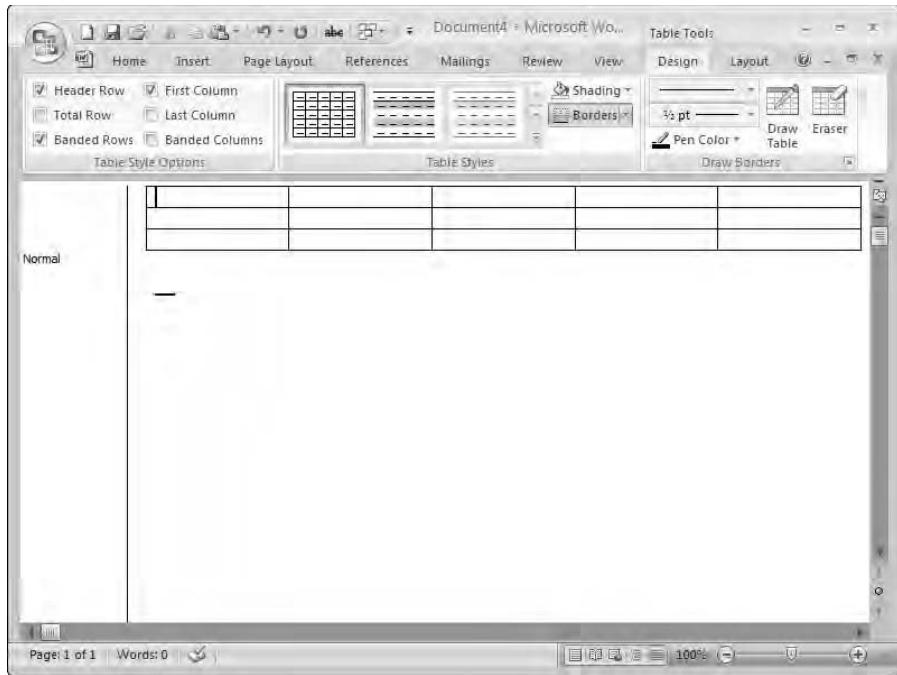 abc Document4 - Microsoft Wo... Table Tools
Home Insert Page Layout References Mailings Review View Design Layout
Header Row First Column Shading
Total Row Last Column Borders ½ pt Draw Table Eraser
Banded Rows Banded Columns Pen Color
Table Style Options Table Styles Draw Borders
Normal
Page: 1 of 1 Words: 0 100%